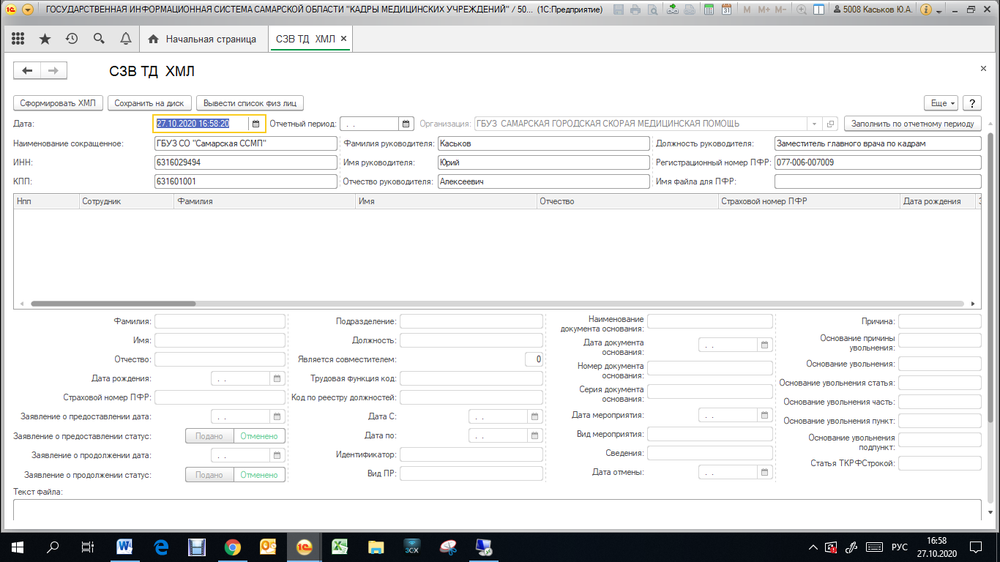 ГОСУДАРСТВЕННАЯ ИНФОРМАЦИОННАЯ СИСТЕМА САМАРСКОЙ ОБЛАСТИ "КАДРЫ МЕДИЦИНСКИХ УЧРЕЖДЕНИЙ" / 50... (1С:Предприятие) 31 M M+ M- 5008 Каськов Ю.А.
Начальная страница СЗВ ТД ХМЛ
СЗВ ТД ХМЛ
Сформировать ХМП Сохранить на диск Вывести список физ лиц Еще ?
Дата: 27.10.2020 16:58:20 Отчетный период: . . Организация: ГБУЗ САМАРСКАЯ ГОРОДСКАЯ СКОРАЯ МЕДИЦИНСКАЯ ПОМОЩЬ Заполнить по отчетному периоду
Наименование сокращенное: ГБУЗ СО "Самарская ССМП" Фамилия руководителя: Каськов Должность руководителя: Заместитель главного врача по кадрам
ИНН: 6316029494 Имя руководителя: Юрий Регистрационный номер ПФР: 077-006-007009
КПП: 631601001 Отчество руководителя: Алексеевич Имя файла для ПФР:
Нпп Сотрудник Фамилия Имя Отчество Страховой номер ПФР Дата рождения
Фамилия: Подразделение: Наименование документа основания: Причина:
Имя: Должность: Дата документа основания: . . Основание причины увольнения:
Отчество: Является совместителем: 0 Номер документа основания: Основание увольнения:
Дата рождения: . . Трудовая функция код: Серия документа основания: Основание увольнения статья:
Страховой номер ПФР: Код по реестру должностей: Основание увольнения часть:
Заявление о предоставлении дата: . . Дата С: . . Дата мероприятия: . . Основание увольнения пункт:
Заявление о предоставлении статус: Подано Отменено Дата по: . . Вид мероприятия: Основание увольнения подпункт:
Заявление о продолжении дата: . . Идентификатор: Сведения: Статья ТКРФСтрокой:
Заявление о продолжении статус: Подано Отменено Вид ПР: Дата отмены: . .
Текст файла:
3CX РУС 16:58
27.10.2020